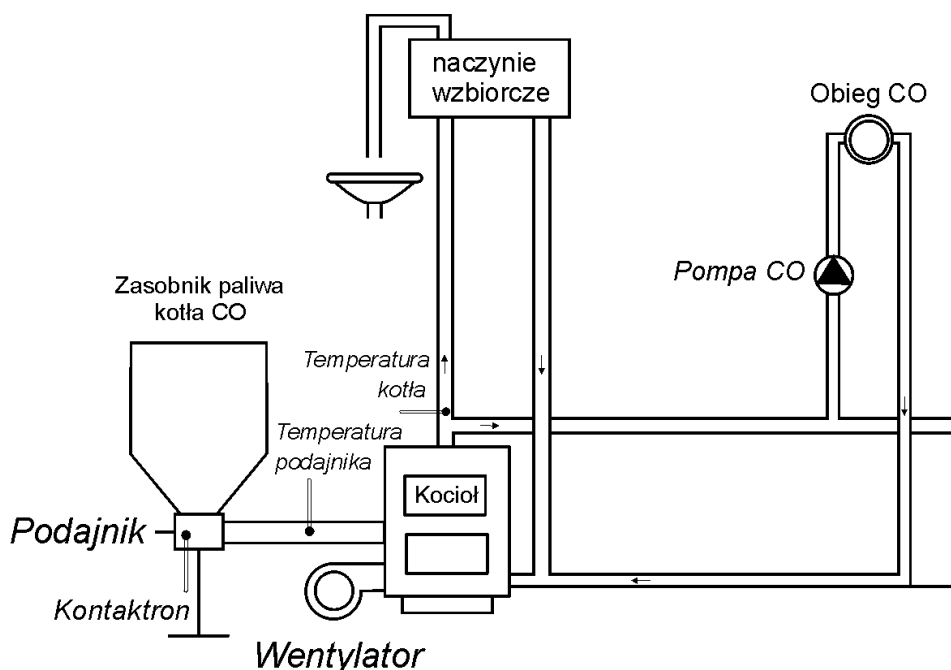 naczynie
wzbiorcze
Obieg CO
Pompa CO
Zasobnik paliwa
kotła CO
Temperatura
kotła
Temperatura
podajnika
Kocioł
Podajnik
Kontaktron
Wentylator